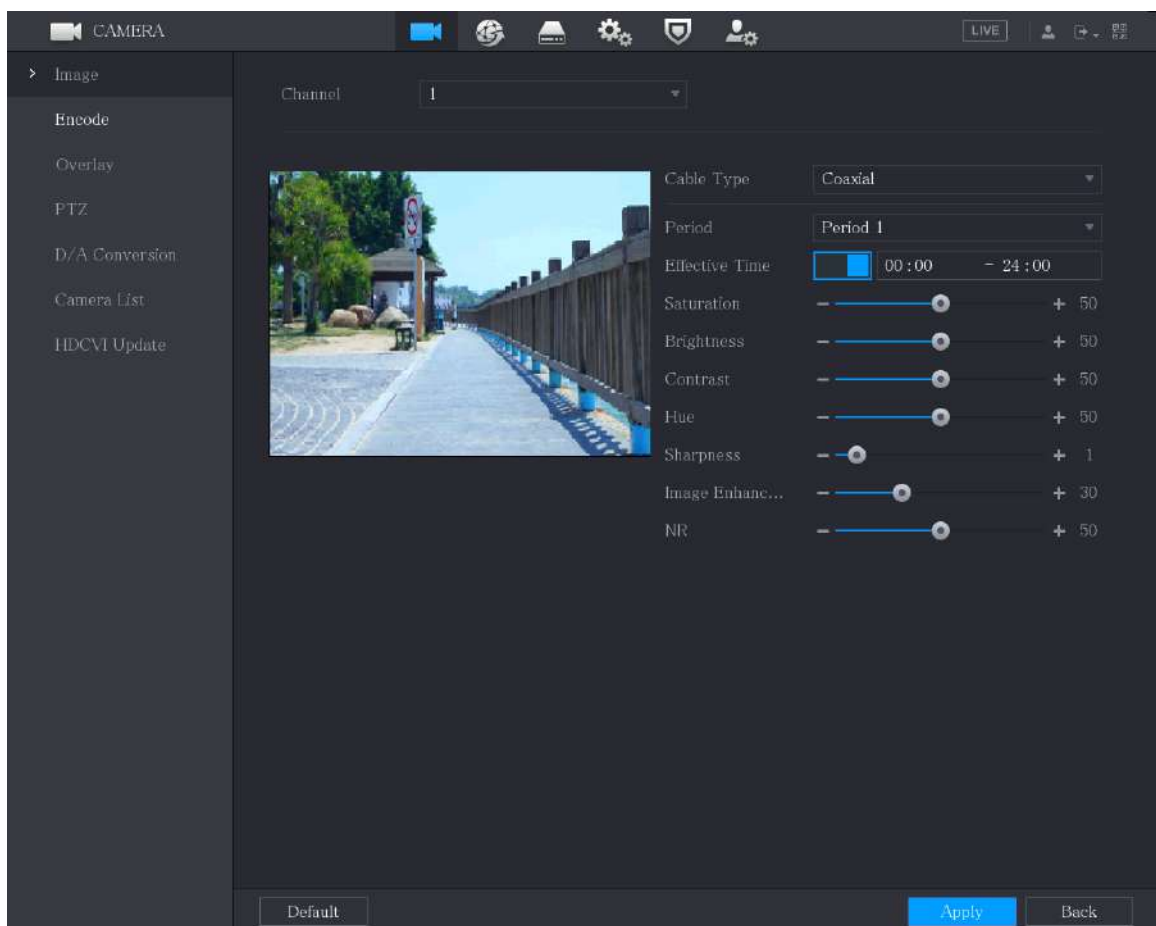 CAMERA
LIVE
Image
Encode
Overlay
PTZ
D/A Conversion
Camera List
HDCVI Update
Channel 1
Cable Type Coaxial
Period Period 1
Effective Time 00:00 - 24:00
Saturation - + 50
Brightness - + 50
Contrast - + 50
Hue - + 50
Sharpness - + 1
Image Enhanc... - + 30
NR - + 50
Default
Apply
Back